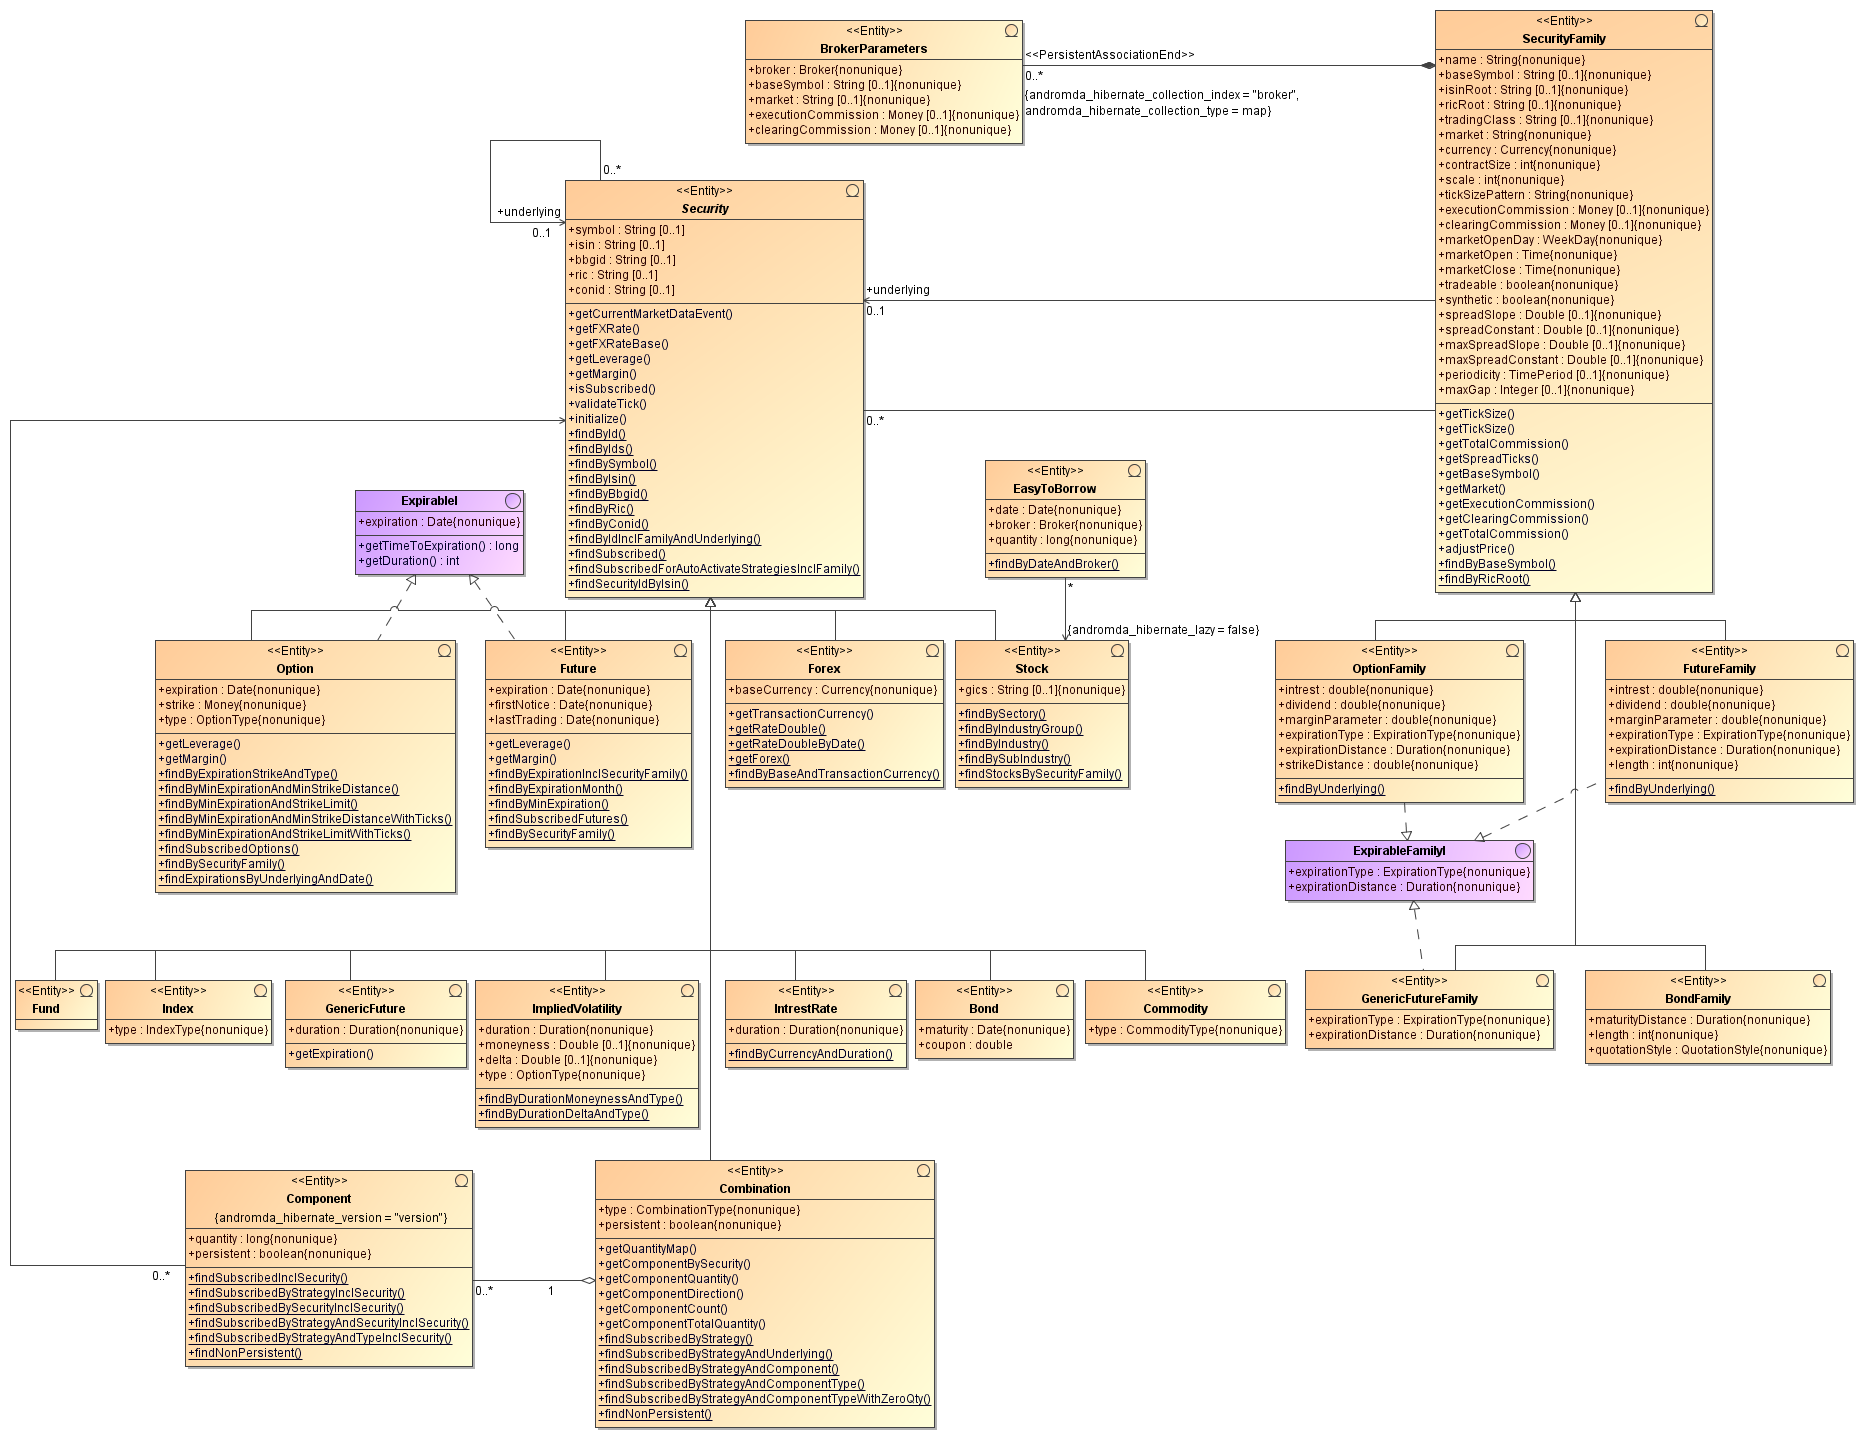 <<Entity>>
BrokerParameters
+broker : Broker{nonunique}
+baseSymbol : String [0..1]{nonunique}
+market : String [0..1]{nonunique}
+executionCommission : Money [0..1]{nonunique}
+clearingCommission : Money [0..1]{nonunique}
<<PersistentAssociationEnd>>
0..*
{andromda_hibernate_collection_index = "broker",
andromda_hibernate_collection_type = map}
<<Entity>>
SecurityFamily
+name : String{nonunique}
+baseSymbol : String [0..1]{nonunique}
+isinRoot : String [0..1]{nonunique}
+ricRoot : String [0..1]{nonunique}
+tradingClass : String [0..1]{nonunique}
+market : String{nonunique}
+currency : Currency{nonunique}
+contractSize : int{nonunique}
+scale : int{nonunique}
+tickSizePattern : String{nonunique}
+executionCommission : Money [0..1]{nonunique}
+clearingCommission : Money [0..1]{nonunique}
+marketOpenDay : WeekDay{nonunique}
+marketOpen : Time{nonunique}
+marketClose : Time{nonunique}
+tradeable : boolean{nonunique}
+synthetic : boolean{nonunique}
+spreadSlope : Double [0..1]{nonunique}
+spreadConstant : Double [0..1]{nonunique}
+maxSpreadSlope : Double [0..1]{nonunique}
+maxSpreadConstant : Double [0..1]{nonunique}
+periodicity : TimePeriod [0..1]{nonunique}
+maxGap : Integer [0..1]{nonunique}
+getTickSize()
+getTickSize()
+getTotalCommission()
+getSpreadTicks()
+getBaseSymbol()
+getMarket()
+getExecutionCommission()
+getClearingCommission()
+getTotalCommission()
+adjustPrice()
+findByBaseSymbol()
+findByRicRoot()
0..*
+underlying
0..1
<<Entity>>
Security
+symbol : String [0..1]
+isin : String [0..1]
+bbgid : String [0..1]
+ric : String [0..1]
+conid : String [0..1]
+getCurrentMarketDataEvent()
+getFXRate()
+getFXRateBase()
+getLeverage()
+getMargin()
+isSubscribed()
+validateTick()
+initialize()
+findById()
+findByIds()
+findBySymbol()
+findByIsin()
+findByBbgid()
+findByRic()
+findByConid()
+findByIdInclFamilyAndUnderlying()
+findSubscribed()
+findSubscribedForAutoActivateStrategiesInclFamily()
+findSecurityIdByIsin()
+underlying
0..1
0..*
<<Entity>>
EasyToBorrow
+date : Date{nonunique}
+broker : Broker{nonunique}
+quantity : long{nonunique}
+findByDateAndBroker()
*
{andromda_hibernate_lazy = false}
ExpirableI
+expiration : Date{nonunique}
+getTimeToExpiration() : long
+getDuration() : int
<<Entity>>
Option
+expiration : Date{nonunique}
+strike : Money{nonunique}
+type : OptionType{nonunique}
+getLeverage()
+getMargin()
+findByExpirationStrikeAndType()
+findByMinExpirationAndMinStrikeDistance()
+findByMinExpirationAndStrikeLimit()
+findByMinExpirationAndMinStrikeDistanceWithTicks()
+findByMinExpirationAndStrikeLimitWithTicks()
+findSubscribedOptions()
+findBySecurityFamily()
+findExpirationsByUnderlyingAndDate()
<<Entity>>
Future
+expiration : Date{nonunique}
+firstNotice : Date{nonunique}
+lastTrading : Date{nonunique}
+getLeverage()
+getMargin()
+findByExpirationInclSecurityFamily()
+findByExpirationMonth()
+findByMinExpiration()
+findSubscribedFutures()
+findBySecurityFamily()
<<Entity>>
Forex
+baseCurrency : Currency{nonunique}
+getTransactionCurrency()
+getRateDouble()
+getRateDoubleByDate()
+getForex()
+findByBaseAndTransactionCurrency()
<<Entity>>
Stock
+gics : String [0..1]{nonunique}
+findBySectory()
+findByIndustryGroup()
+findByIndustry()
+findBySubIndustry()
+findStocksBySecurityFamily()
<<Entity>>
OptionFamily
+intrest : double{nonunique}
+dividend : double{nonunique}
+marginParameter : double{nonunique}
+expirationType : ExpirationType{nonunique}
+expirationDistance : Duration{nonunique}
+strikeDistance : double{nonunique}
+findByUnderlying()
<<Entity>>
FutureFamily
+intrest : double{nonunique}
+dividend : double{nonunique}
+marginParameter : double{nonunique}
+expirationType : ExpirationType{nonunique}
+expirationDistance : Duration{nonunique}
+length : int{nonunique}
+findByUnderlying()
ExpirableFamilyI
+expirationType : ExpirationType{nonunique}
+expirationDistance : Duration{nonunique}
<<Entity>>
Fund
<<Entity>>
Index
+type : IndexType{nonunique}
<<Entity>>
GenericFuture
+duration : Duration{nonunique}
+getExpiration()
<<Entity>>
ImpliedVolatility
+duration : Duration{nonunique}
+moneyness : Double [0..1]{nonunique}
+delta : Double [0..1]{nonunique}
+type : OptionType{nonunique}
+findByDurationMoneynessAndType()
+findByDurationDeltaAndType()
<<Entity>>
IntrestRate
+duration : Duration{nonunique}
+findByCurrencyAndDuration()
<<Entity>>
Bond
+maturity : Date{nonunique}
+coupon : double
<<Entity>>
Commodity
+type : CommodityType{nonunique}
<<Entity>>
GenericFutureFamily
+expirationType : ExpirationType{nonunique}
+expirationDistance : Duration{nonunique}
<<Entity>>
BondFamily
+maturityDistance : Duration{nonunique}
+length : int{nonunique}
+quotationStyle : QuotationStyle{nonunique}
<<Entity>>
Component
{andromda_hibernate_version = "version"}
+quantity : long{nonunique}
+persistent : boolean{nonunique}
+findSubscribedInclSecurity()
+findSubscribedByStrategyInclSecurity()
+findSubscribedBySecurityInclSecurity()
+findSubscribedByStrategyAndSecurityInclSecurity()
+findSubscribedByStrategyAndTypeInclSecurity()
+findNonPersistent()
0..*
0..*
1
<<Entity>>
Combination
+type : CombinationType{nonunique}
+persistent : boolean{nonunique}
+getQuantityMap()
+getComponentBySecurity()
+getComponentQuantity()
+getComponentDirection()
+getComponentCount()
+getComponentTotalQuantity()
+findSubscribedByStrategy()
+findSubscribedByStrategyAndUnderlying()
+findSubscribedByStrategyAndComponent()
+findSubscribedByStrategyAndComponentType()
+findSubscribedByStrategyAndComponentTypeWithZeroQty()
+findNonPersistent()